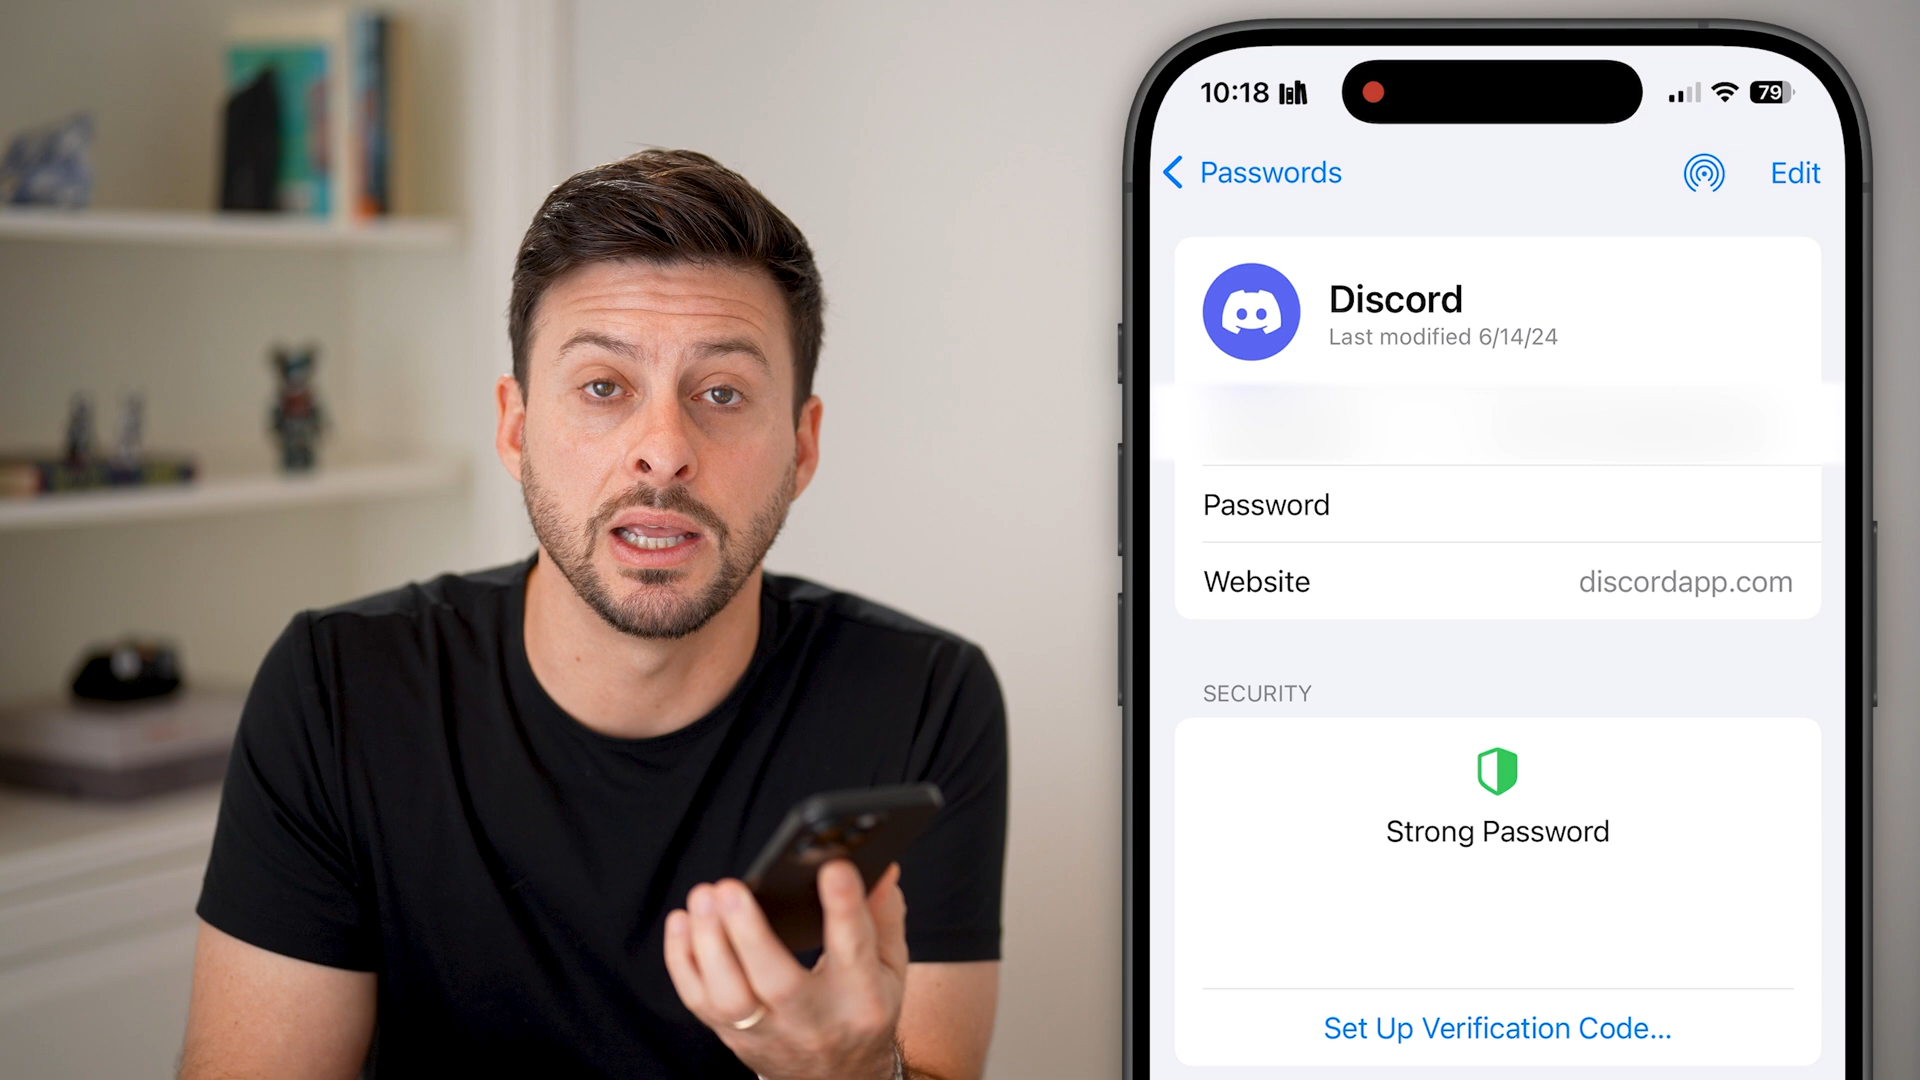 10:18
79
Passwords
Edit
Discord
Last modified 6/14/24
Password
Website discordapp.com
SECURITY
Strong Password
Set Up Verification Code...